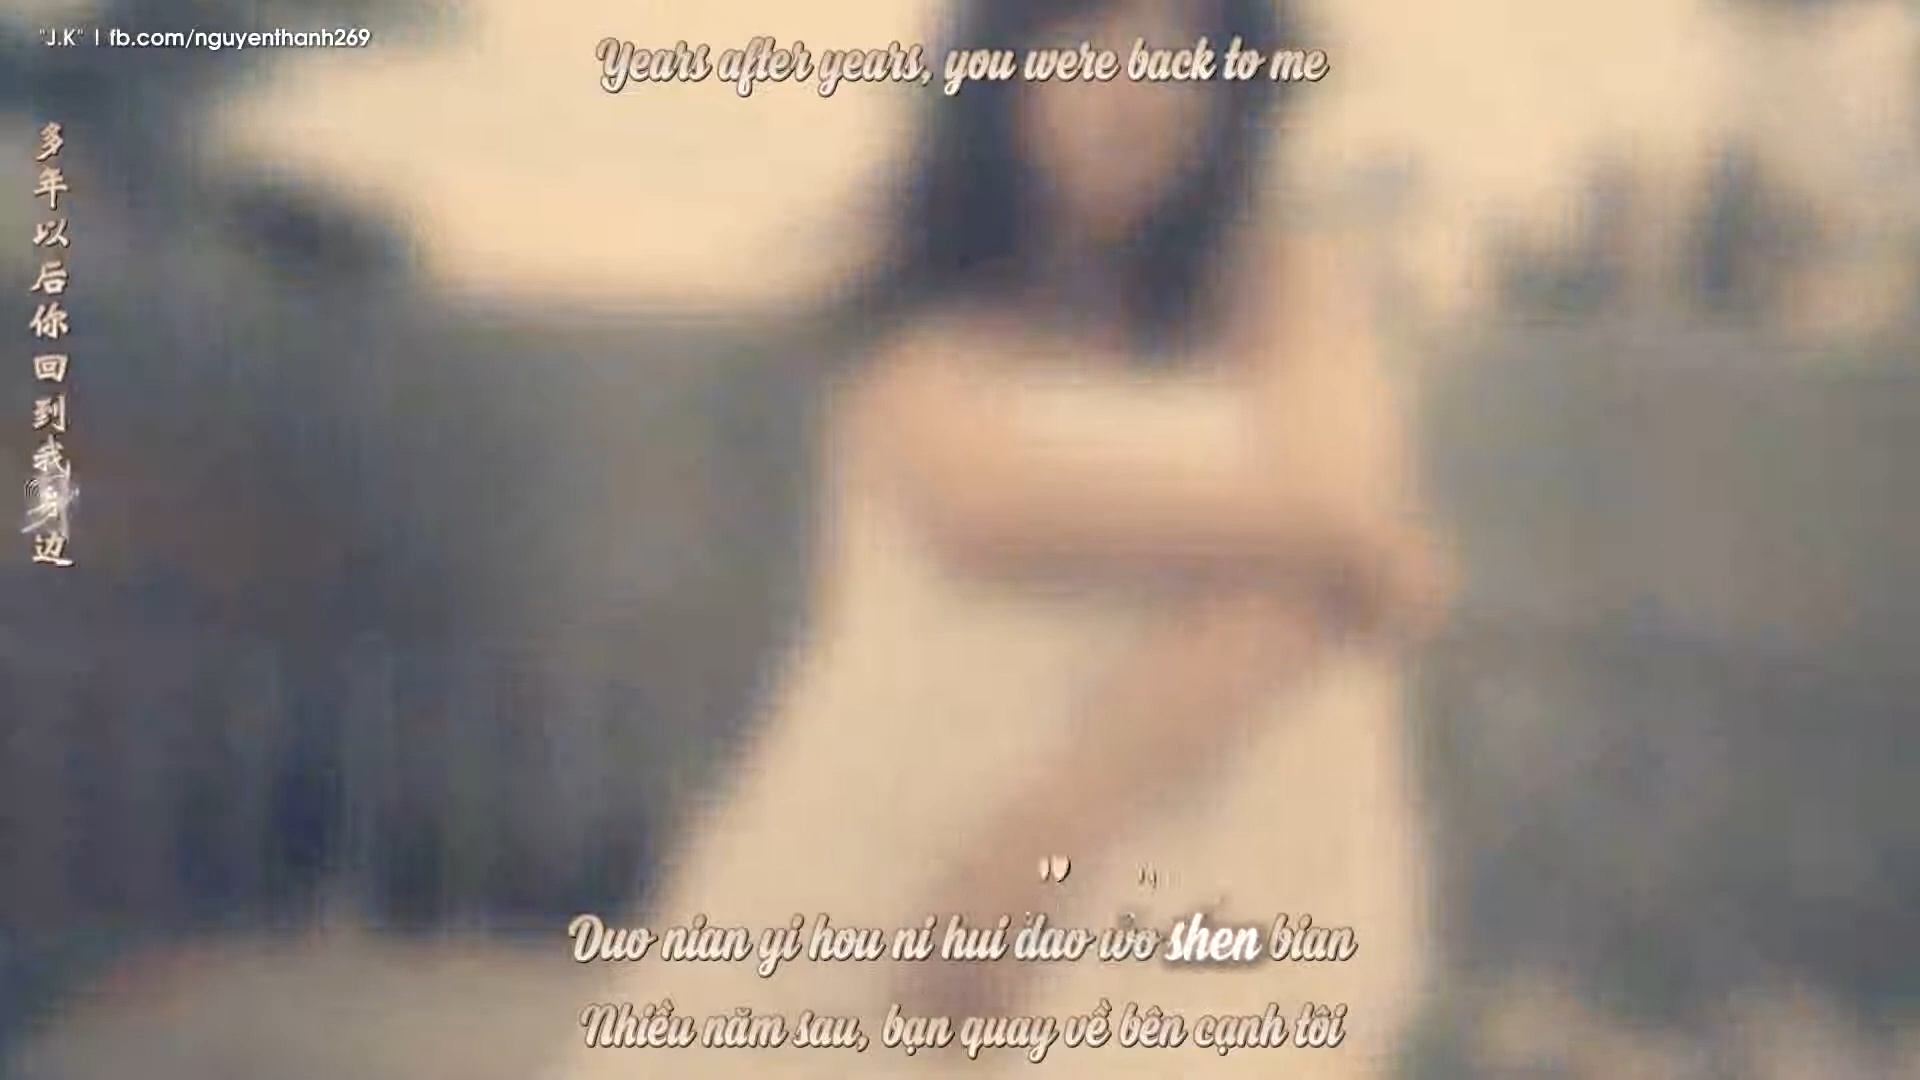 "J.K" | fb.com/nguyenthanh269
Years after years, you were back to me
多年以后你回到我身边
Duo nian yi hou ni hui dao wo shen bian
Nhiều năm sau, bạn quay về bên cạnh tôi